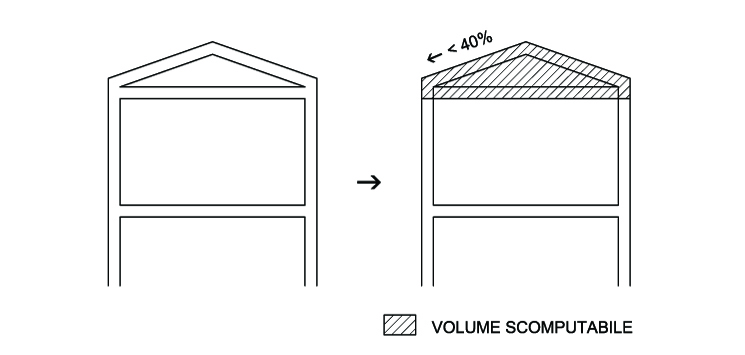 ← < 40%
→
VOLUME SCOMPUTABILE